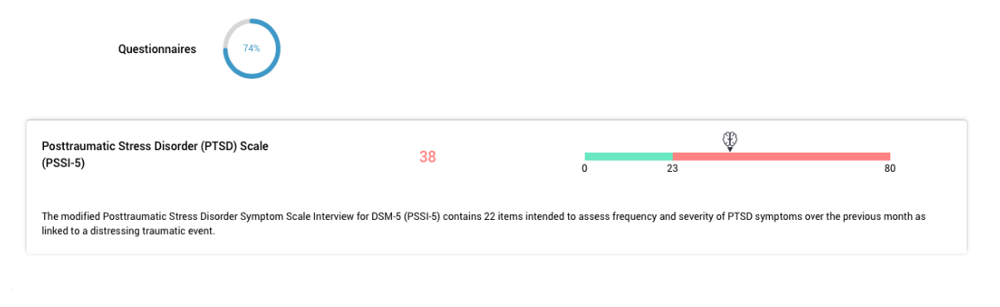 Questionnaires
74%
Posttraumatic Stress Disorder (PTSD) Scale
(PSSI-5)
38
0
23
80
The modified Posttraumatic Stress Disorder Symptom Scale Interview for DSM-5 (PSSI-5) contains 22 items intended to assess frequency and severity of PTSD symptoms over the previous month as
linked to a distressing traumatic event.